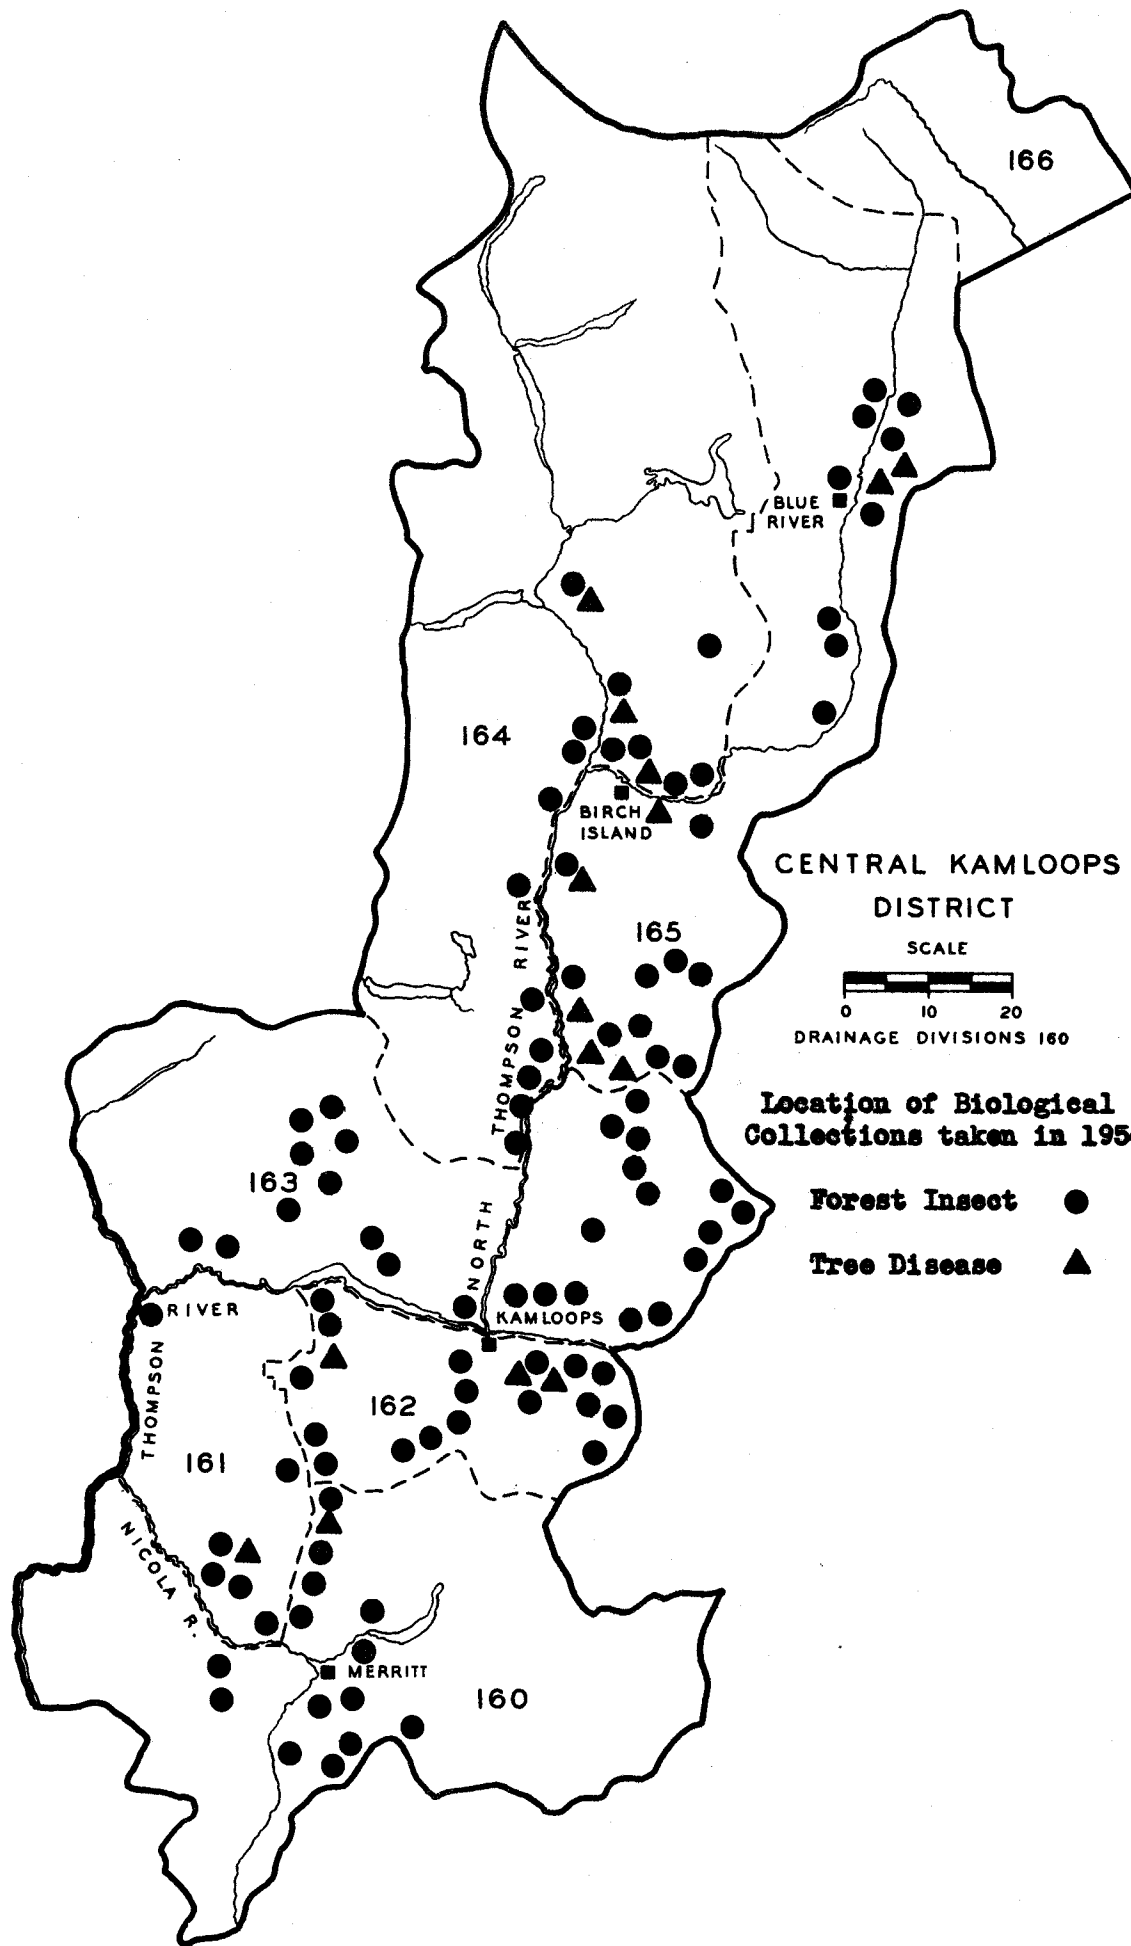 166
BLUE
RIVER
164
BIRCH
ISLAND
CENTRAL KAMLOOPS
DISTRICT
SCALE
0 10 20
DRAINAGE DIVISIONS 160
165
NORTH THOMPSON RIVER
Location of Biological
Collections taken in 195
Forest Insect
Tree Disease
163
RIVER
KAMLOOPS
THOMPSON
162
161
NICOLA R.
MERRITT
160